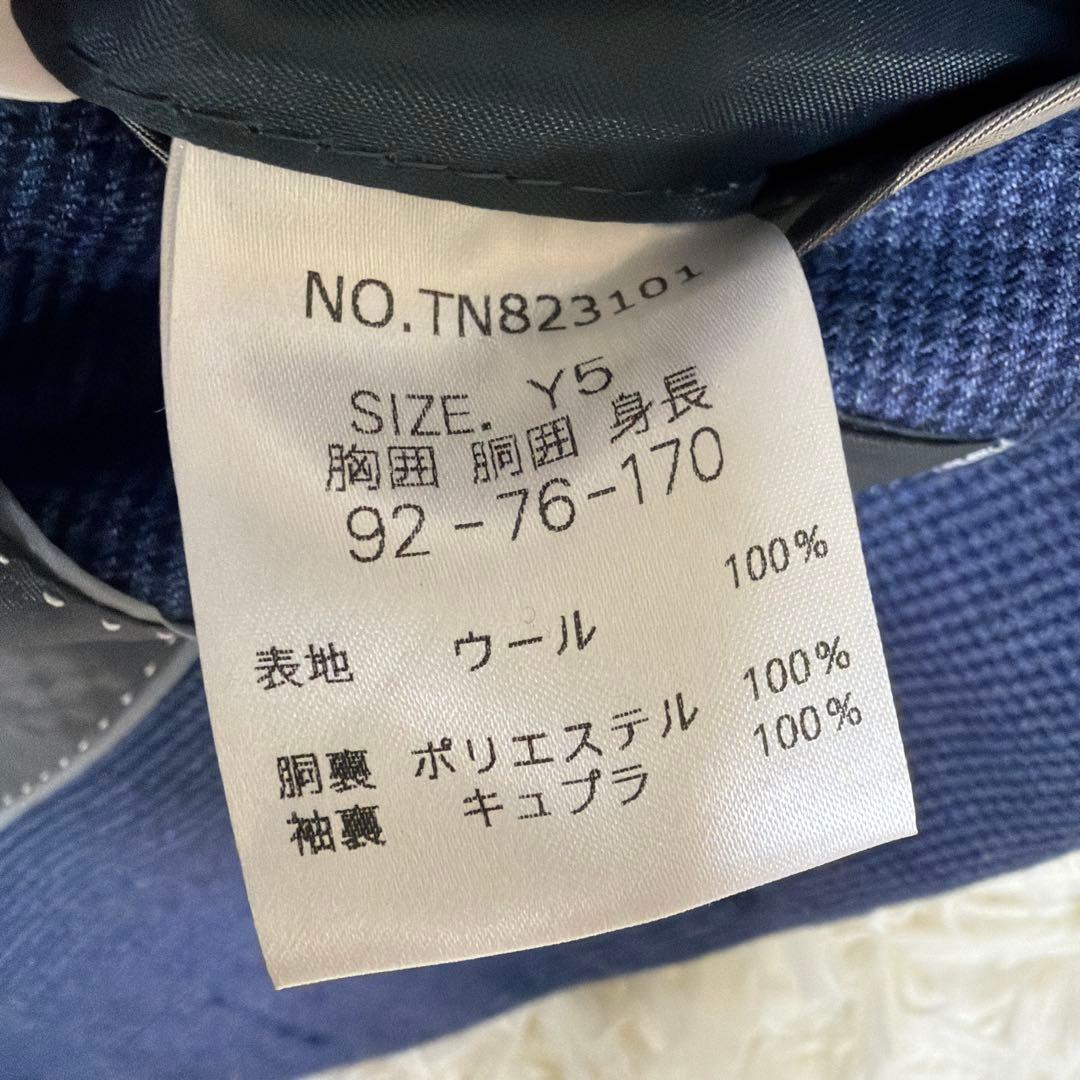 NO.TN823101
SIZE. Y5
胸囲 胴囲 身長
92-76-170
表地 ウール 100%
胴裏 ポリエステル 100%
袖裏 キュプラ 100%